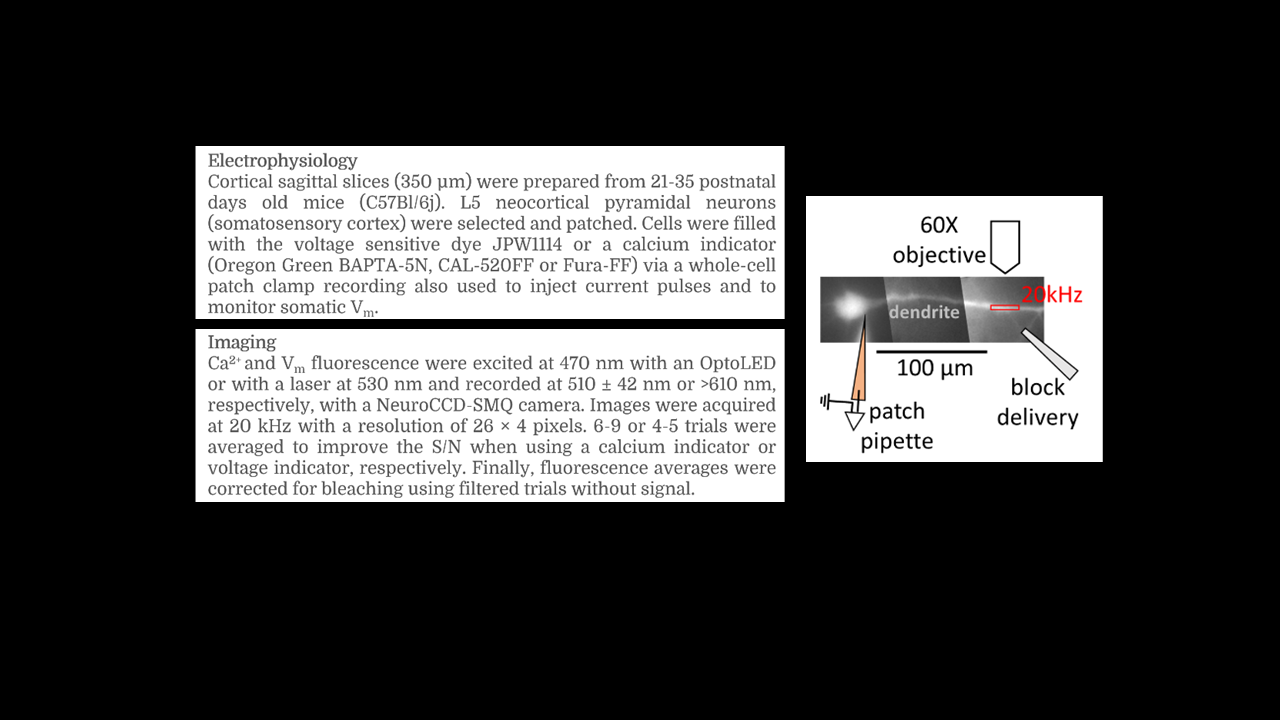 Electrophysiology
Cortical sagittal slices (350 µm) were prepared from 21-35 postnatal
days old mice (C57Bl/6j). L5 neocortical pyramidal neurons
(somatosensory cortex) were selected and patched. Cells were filled
with the voltage sensitive dye JPW1114 or a calcium indicator
(Oregon Green BAPTA-5N, CAL-520FF or Fura-FF) via a whole-cell
patch clamp recording also used to inject current pulses and to
monitor somatic Vm.
Imaging
Ca²⁺ and Vm fluorescence were excited at 470 nm with an OptoLED
or with a laser at 530 nm and recorded at 510 ± 42 nm or >610 nm,
respectively, with a NeuroCCD-SMQ camera. Images were acquired
at 20 kHz with a resolution of 26 × 4 pixels. 6-9 or 4-5 trials were
averaged to improve the S/N when using a calcium indicator or
voltage indicator, respectively. Finally, fluorescence averages were
corrected for bleaching using filtered trials without signal.
60X
objective
20kHz
dendrite
100 µm
block
delivery
patch
pipette